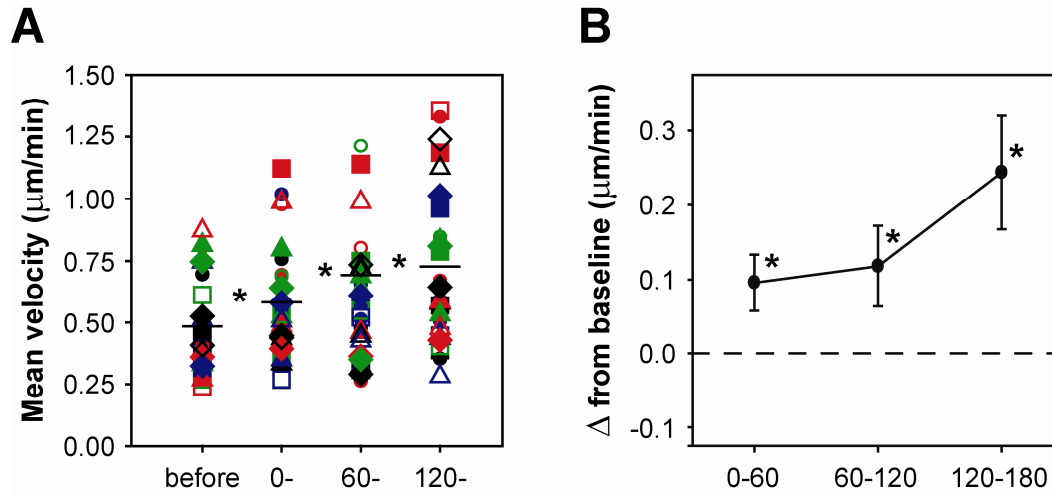 A
B
Mean velocity (μm/min)
1.50
1.25
1.00
0.75
0.50
0.25
0.00
* * *
before 0- 60- 120-
Δ from baseline (μm/min)
0.3
0.2
0.1
0.0
-0.1
* * *
0-60 60-120 120-180